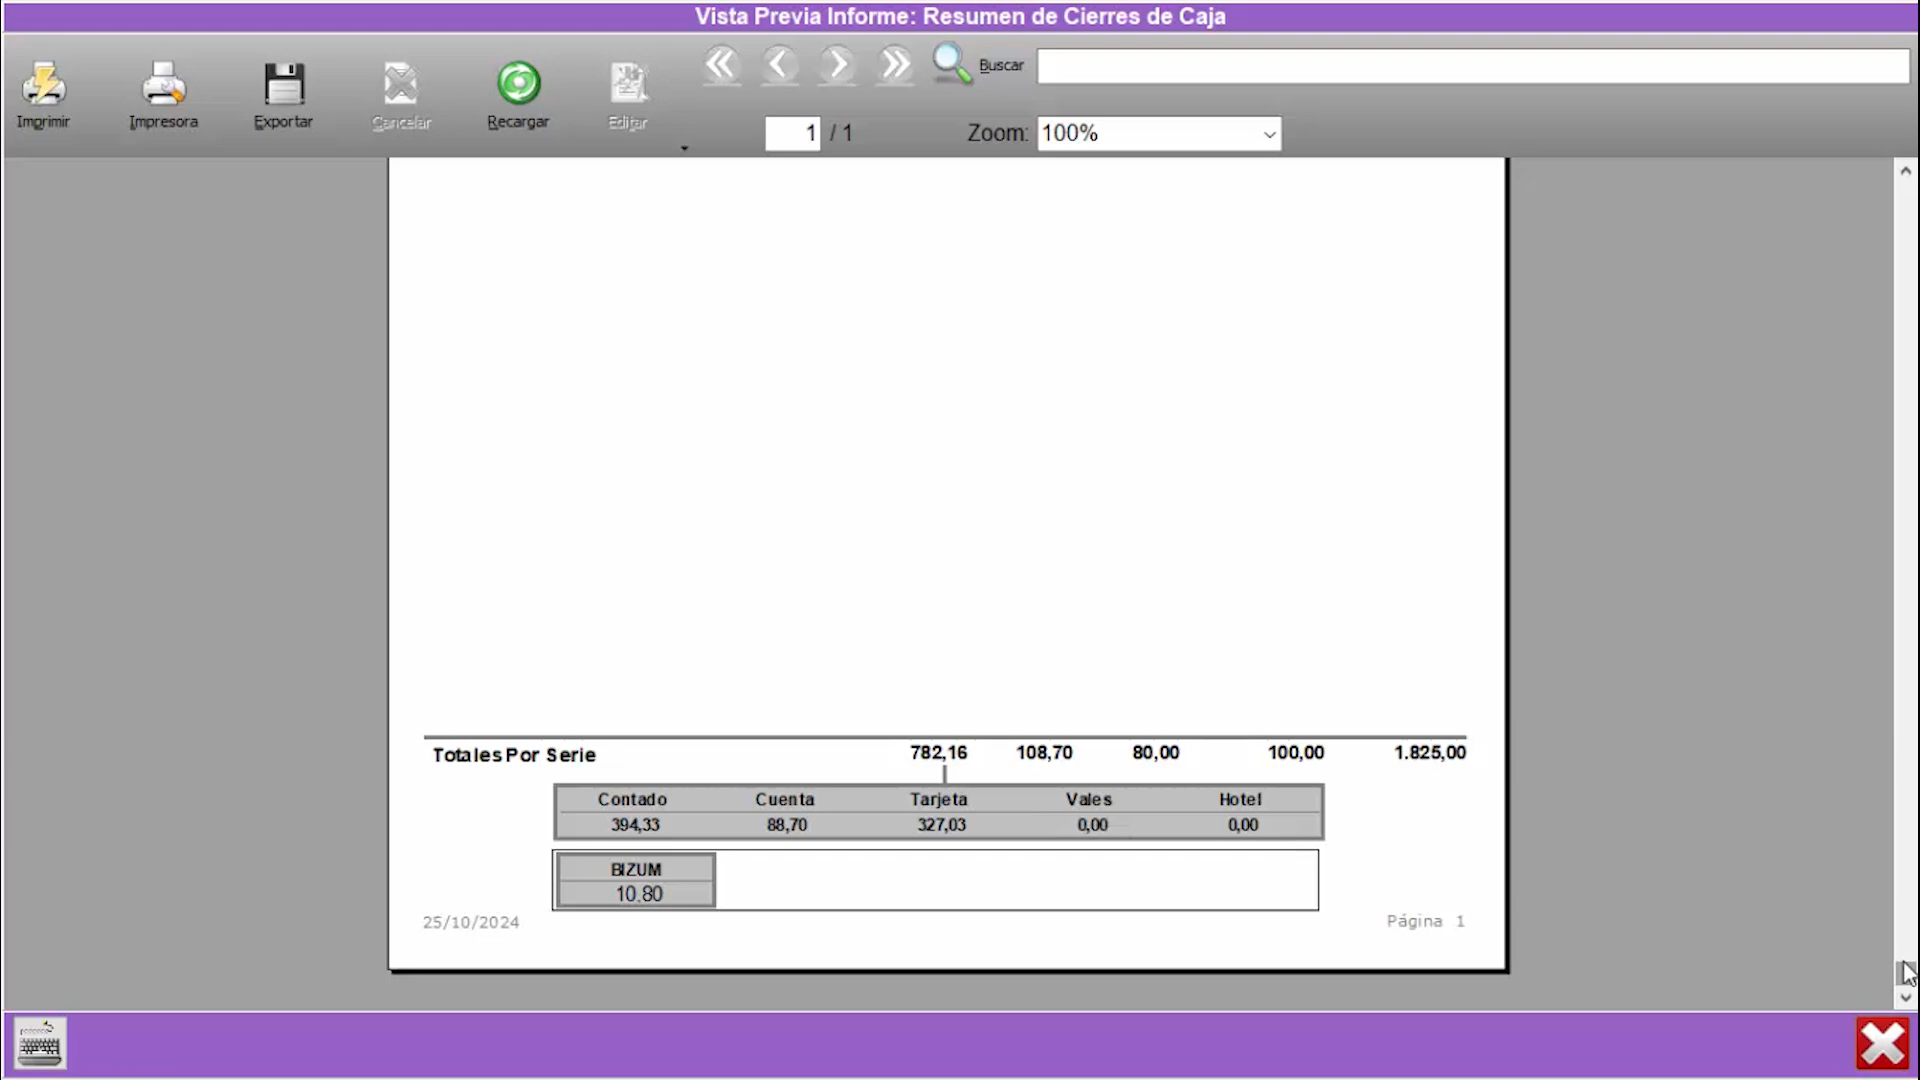 Vista Previa Informe: Resumen de Cierres de Caja
Imprimir Impresora Exportar Cancelar Recargar Editar
Buscar
1 / 1 Zoom: 100%
Totales Por Serie 782,16 108,70 80,00 100,00 1.825,00
Contado Cuenta Tarjeta Vales Hotel
394,33 88,70 327,03 0,00 0,00
BIZUM
10.80
25/10/2024 Página 1